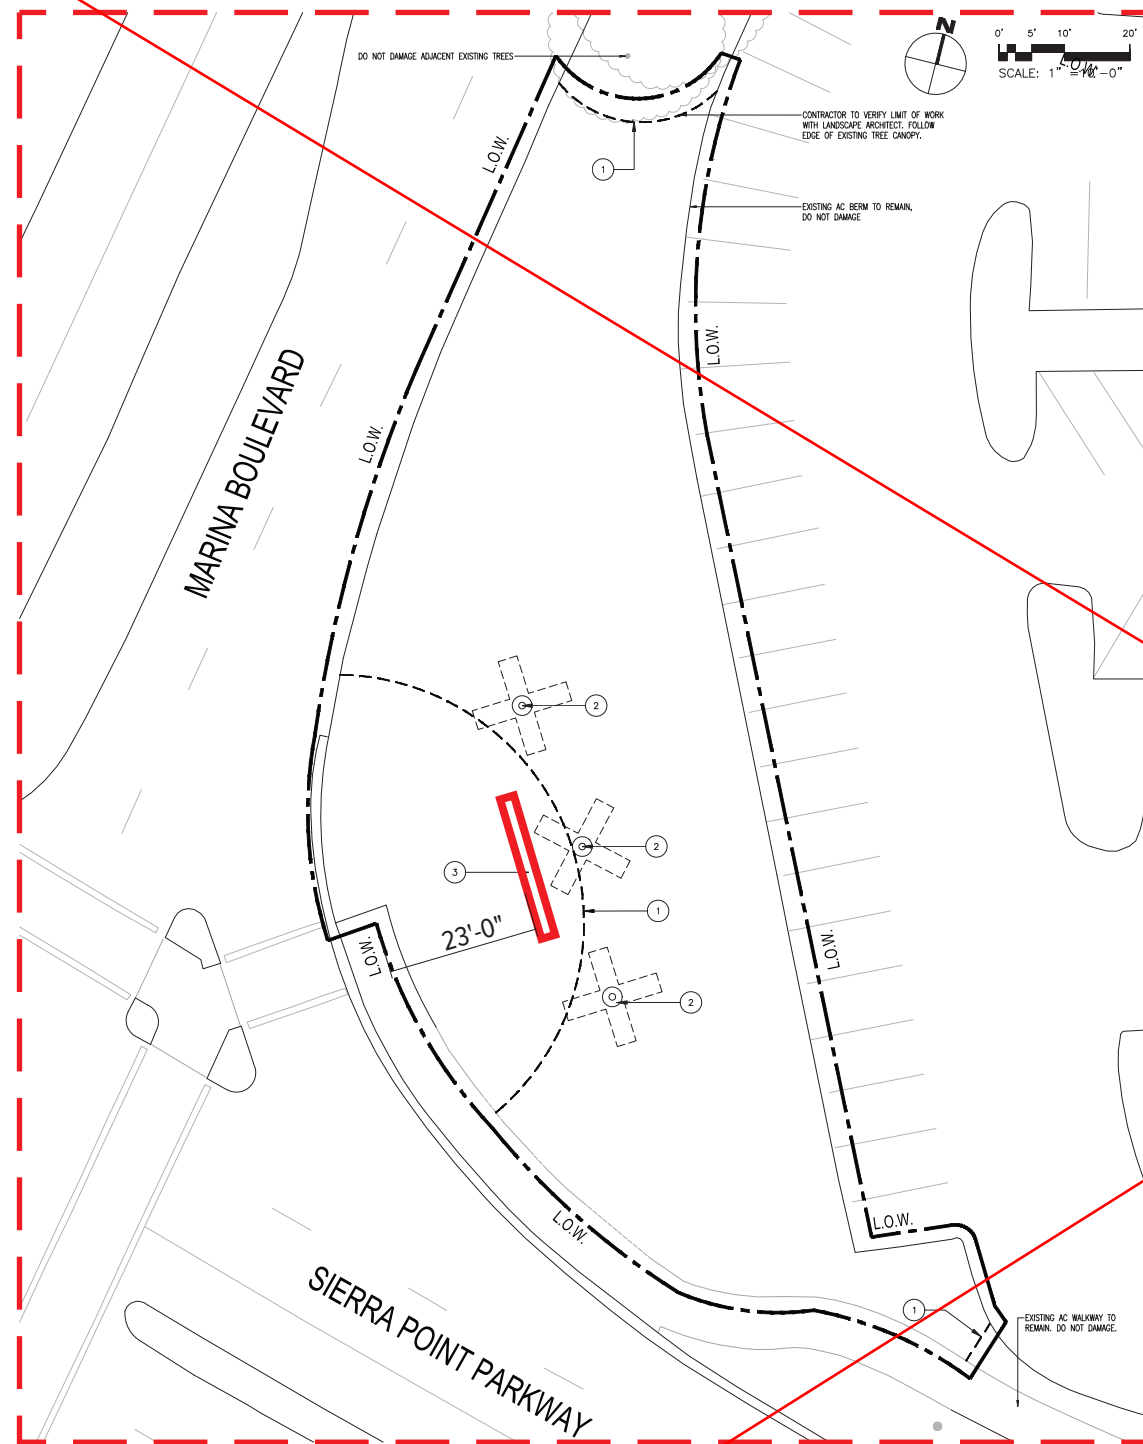 N
0' 5' 10' 20'
SCALE: 1" = 10'-0"
L.O.W.
DO NOT DAMAGE ADJACENT EXISTING TREES
CONTRACTOR TO VERIFY LIMIT OF WORK
WITH LANDSCAPE ARCHITECT. FOLLOW
EDGE OF EXISTING TREE CANOPY.
L.O.W.
1
EXISTING AC BERM TO REMAIN,
DO NOT DAMAGE
L.O.W.
L.O.W.
MARINA BOULEVARD
2
2
3
1
23'-0"
L.O.W.
L.O.W.
2
L.O.W.
L.O.W.
SIERRA POINT PARKWAY
1
EXISTING AC WALKWAY TO
REMAIN. DO NOT DAMAGE.